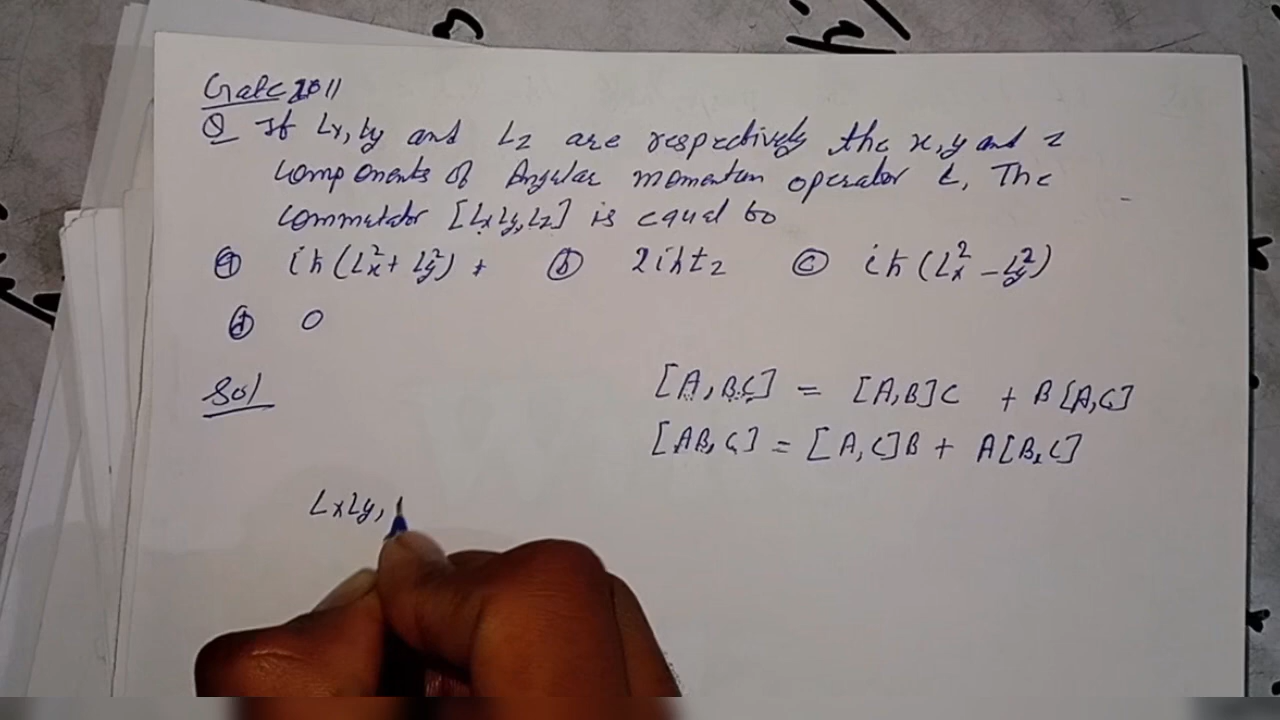 Gate 2011
Q If Lx, Ly and Lz are respectively the x, y and z
components of Angular momentum operator L, The
commutator [LxLy, Lz] is equal to
(a) iħ(Lx² + Ly²) (b) 2iħLz (c) iħ(Lx² - Ly²)
(d) 0
Sol
[A, BC] = [A,B]C + B[A,C]
[AB, C] = [A,C]B + A[B,C]
LxLy,